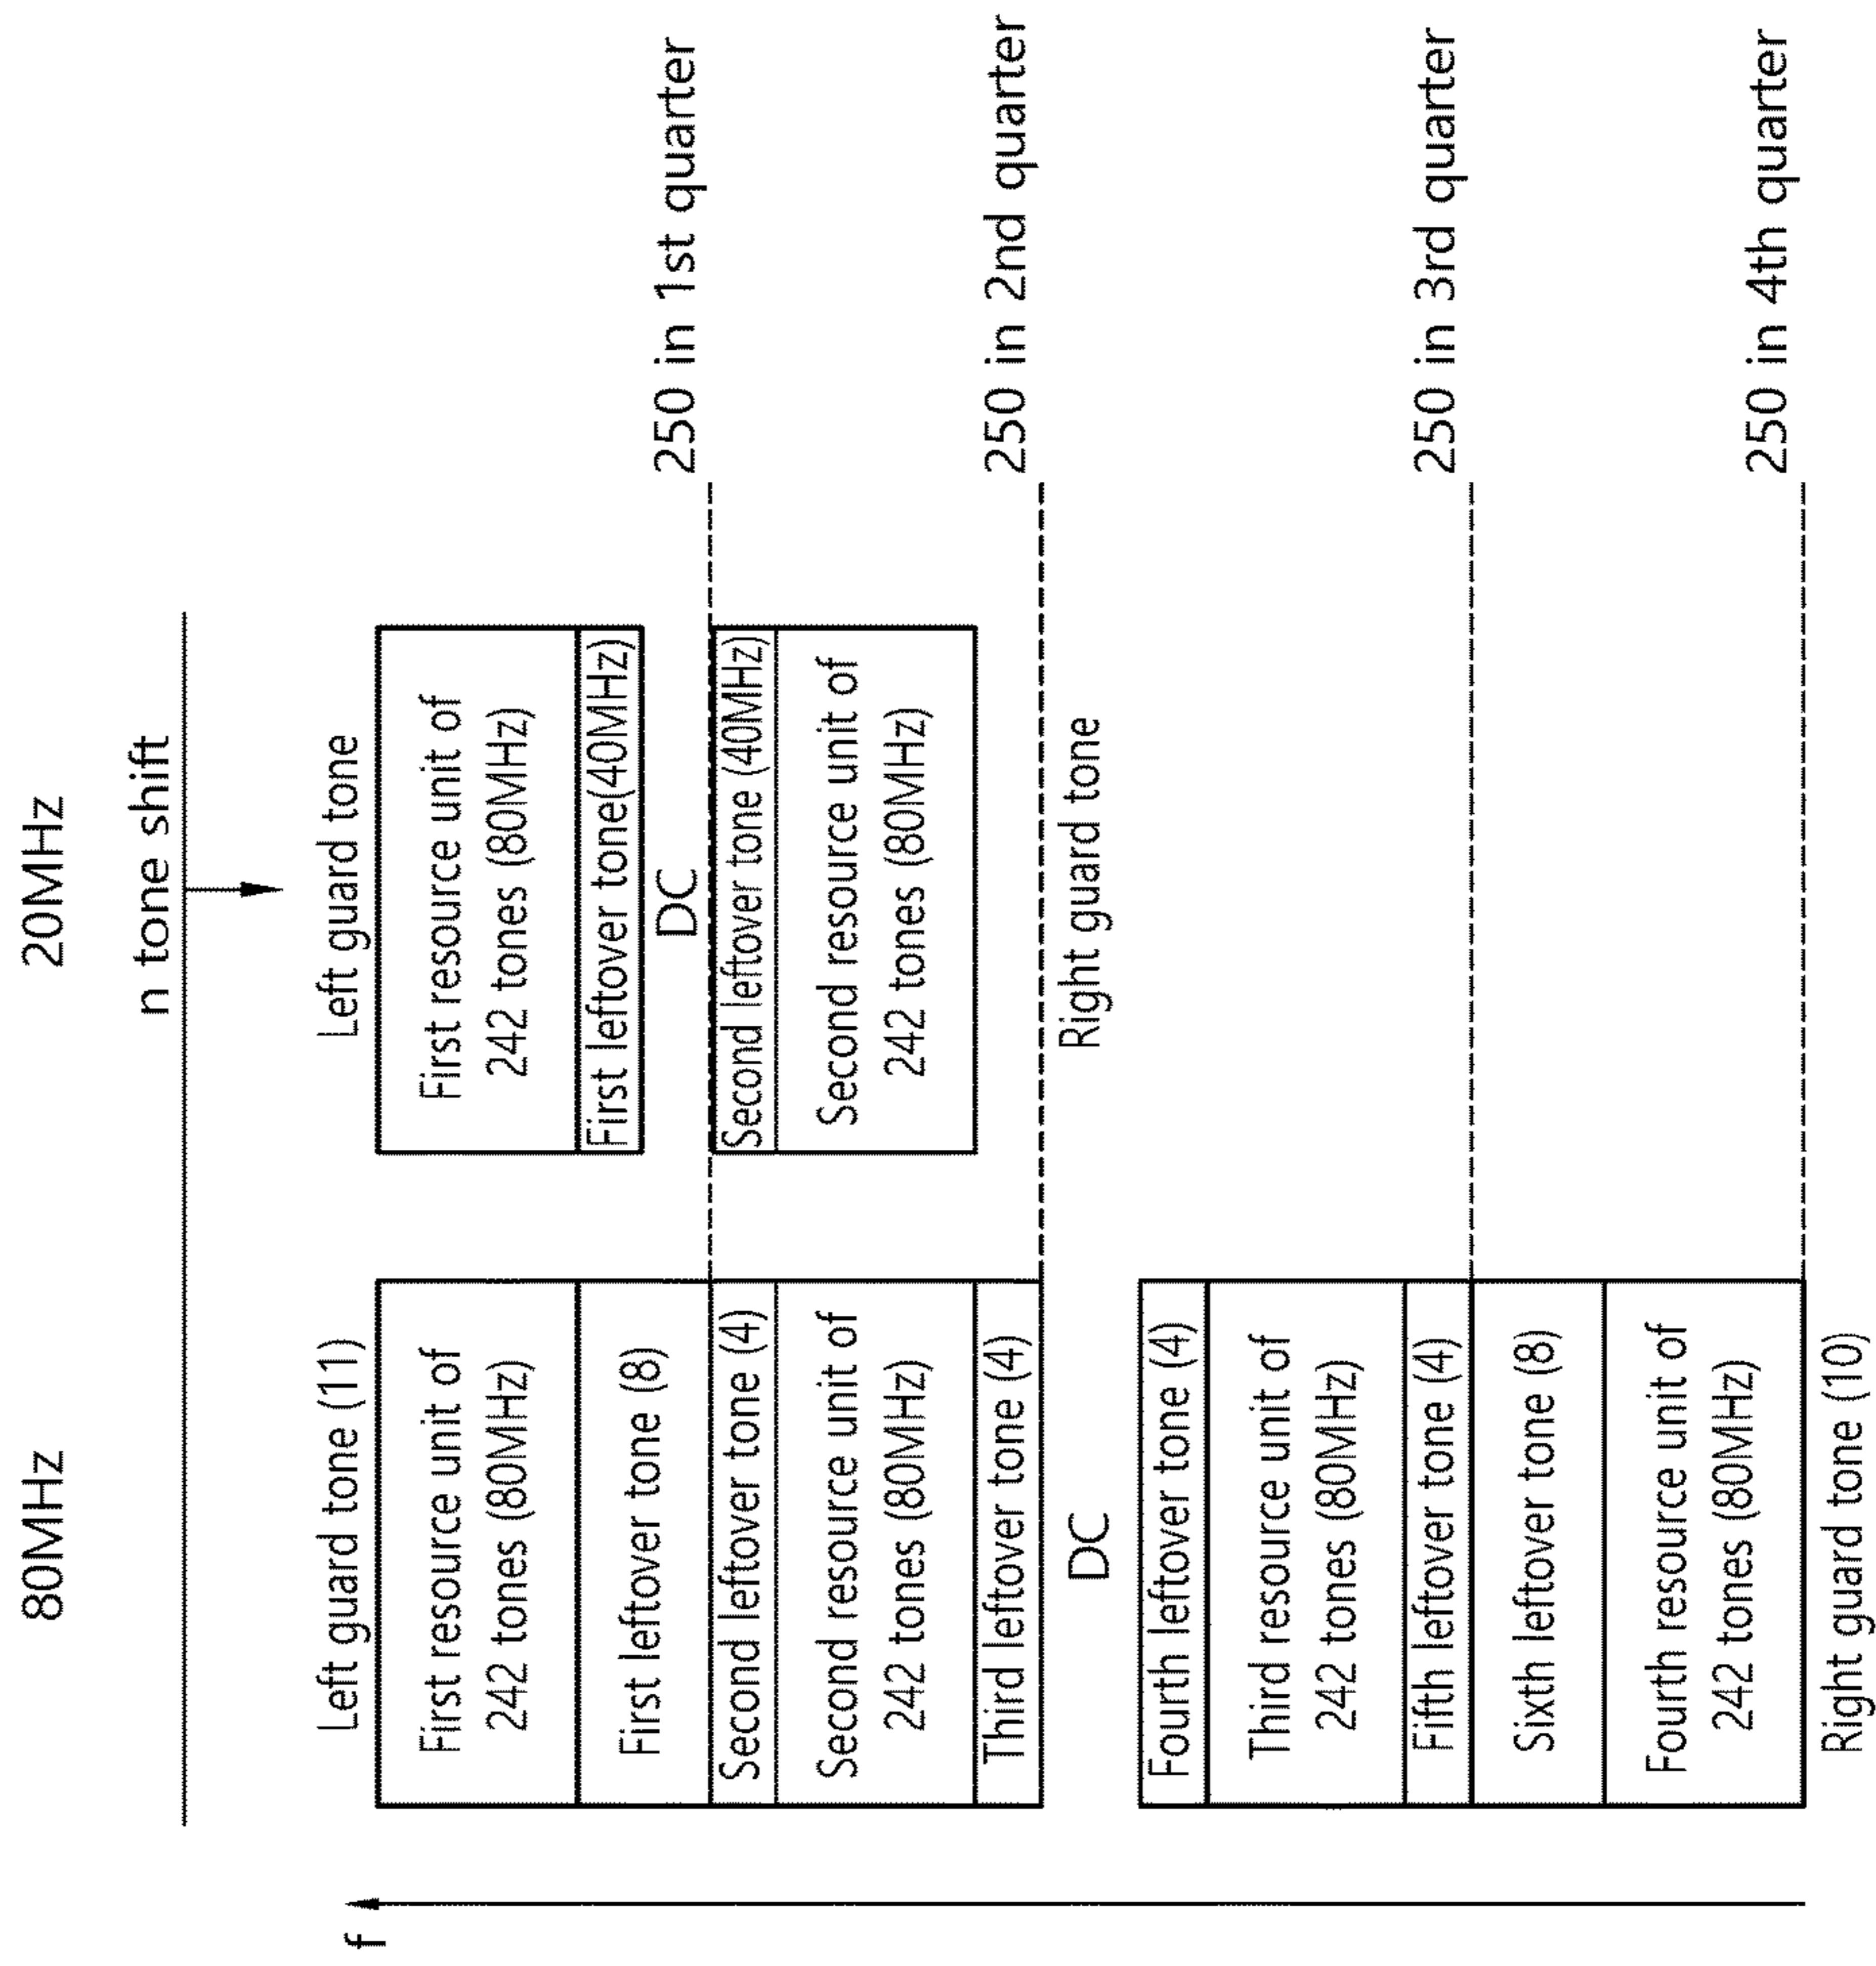 80MHz
20MHz
n tone shift
Left guard tone (11)
First resource unit of
242 tones (80MHz)
First leftover tone (8)
Second leftover tone (4)
Second resource unit of
242 tones (80MHz)
Third leftover tone (4)
DC
Fourth leftover tone (4)
Third resource unit of
242 tones (80MHz)
Fifth leftover tone (4)
Sixth leftover tone (8)
Fourth resource unit of
242 tones (80MHz)
Right guard tone (10)
Left guard tone
First resource unit of
242 tones (80MHz)
First leftover tone(40MHz)
DC
Second leftover tone (40MHz)
Second resource unit of
242 tones (80MHz)
Right guard tone
250 in 1st quarter
250 in 2nd quarter
250 in 3rd quarter
250 in 4th quarter
f